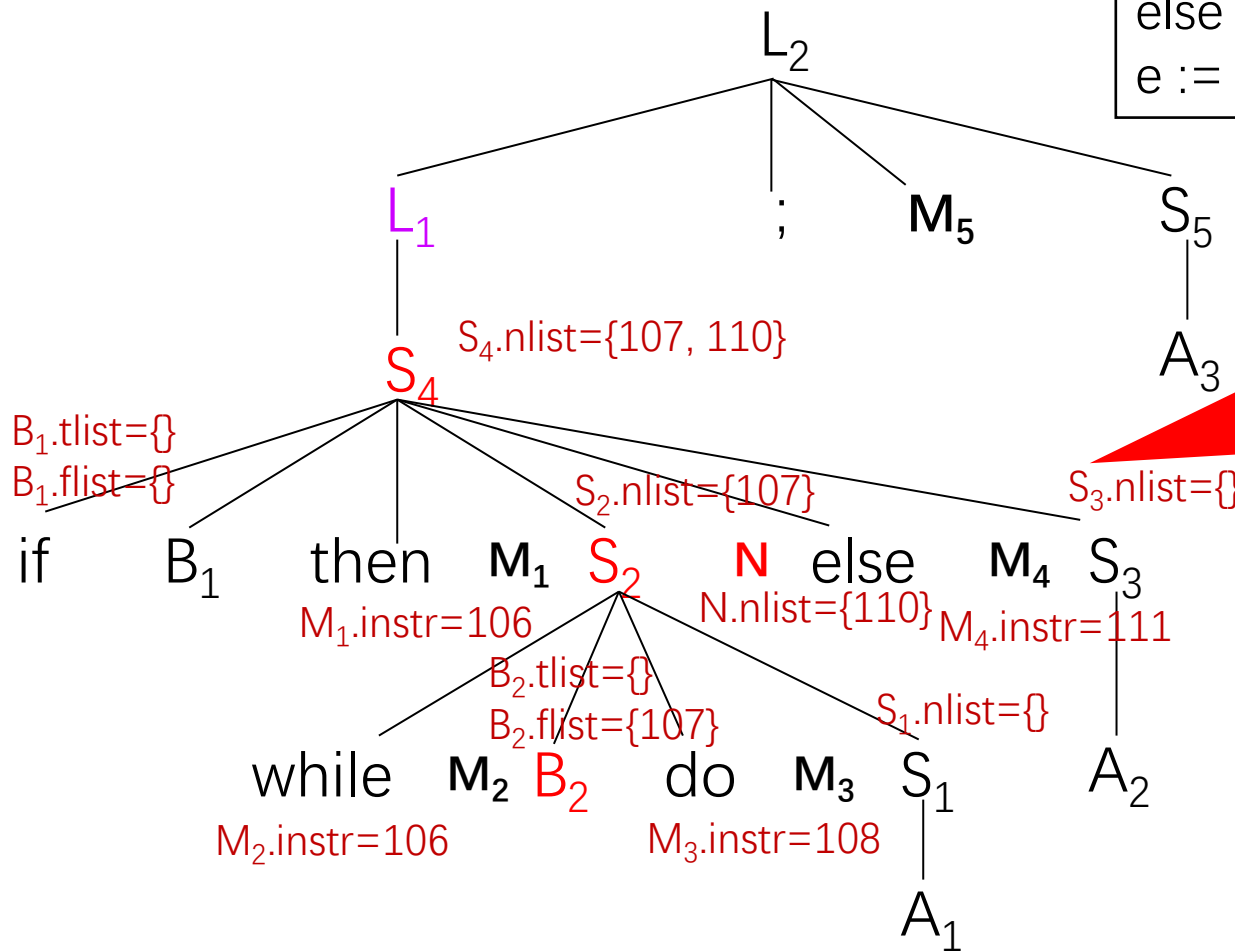 else
e :=
L₂
L₁ ; M₅ S₅
S₄.nlist={107, 110}
S₄ A₃
B₁.tlist={}
B₁.flist={}
S₂.nlist={107} S₃.nlist={}
if B₁ then M₁ S₂ N else M₄ S₃
M₁.instr=106 N.nlist={110} M₄.instr=111
B₂.tlist={}
B₂.flist={107} S₁.nlist={}
while M₂ B₂ do M₃ S₁ A₂
M₂.instr=106 M₃.instr=108
A₁